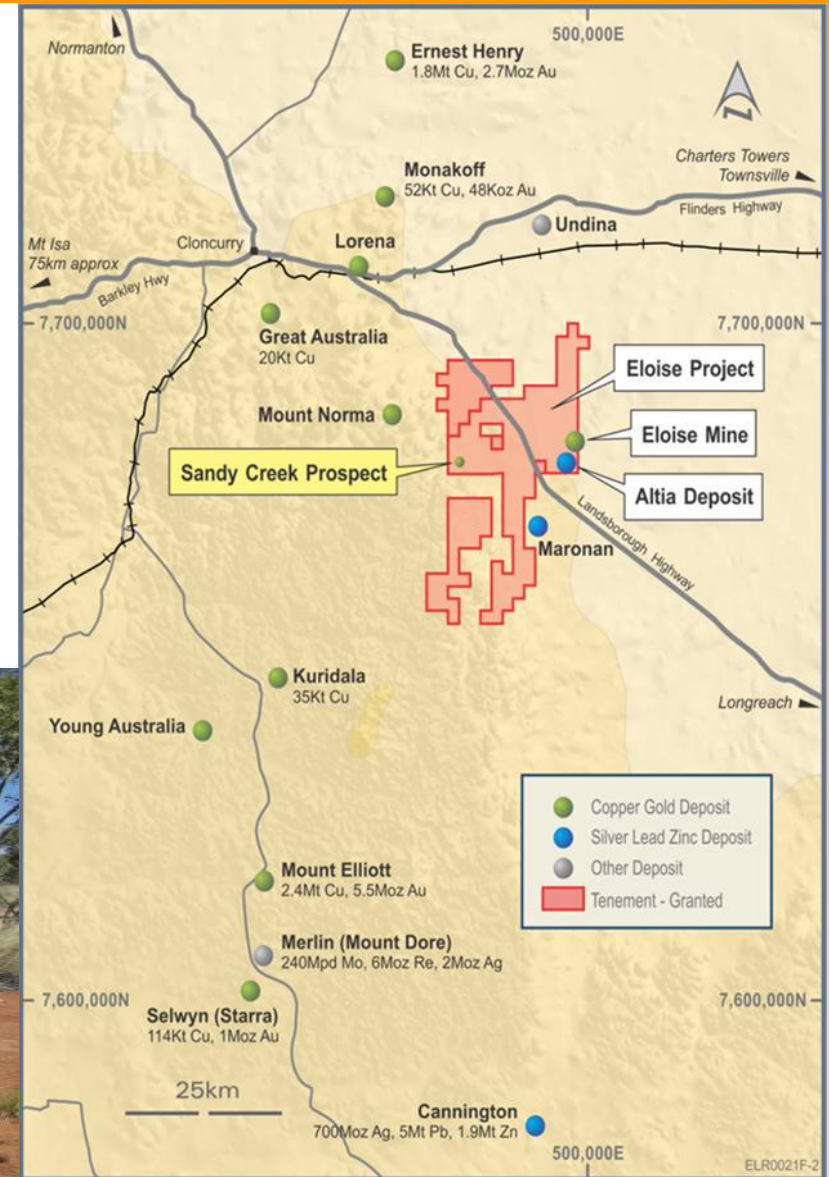 Normanton
500,000E
Ernest Henry
1.8Mt Cu, 2.7Moz Au
N
Charters Towers
Townsville
Monakoff
52Kt Cu, 48Koz Au
Flinders Highway
Undina
Cloncurry
Lorena
Mt Isa
75km approx
Barkley Hwy
7,700,000N
7,700,000N
Great Australia
20Kt Cu
Eloise Project
Mount Norma
Eloise Mine
Sandy Creek Prospect
Altia Deposit
Landsborough Highway
Maronan
Kuridala
35Kt Cu
Longreach
Young Australia
Copper Gold Deposit
Silver Lead Zinc Deposit
Other Deposit
Tenement - Granted
Mount Elliott
2.4Mt Cu, 5.5Moz Au
Merlin (Mount Dore)
240Mpd Mo, 6Moz Re, 2Moz Ag
7,600,000N
7,600,000N
Selwyn (Starra)
114Kt Cu, 1Moz Au
25km
Cannington
700Moz Ag, 5Mt Pb, 1.9Mt Zn
500,000E
ELR0021F-2